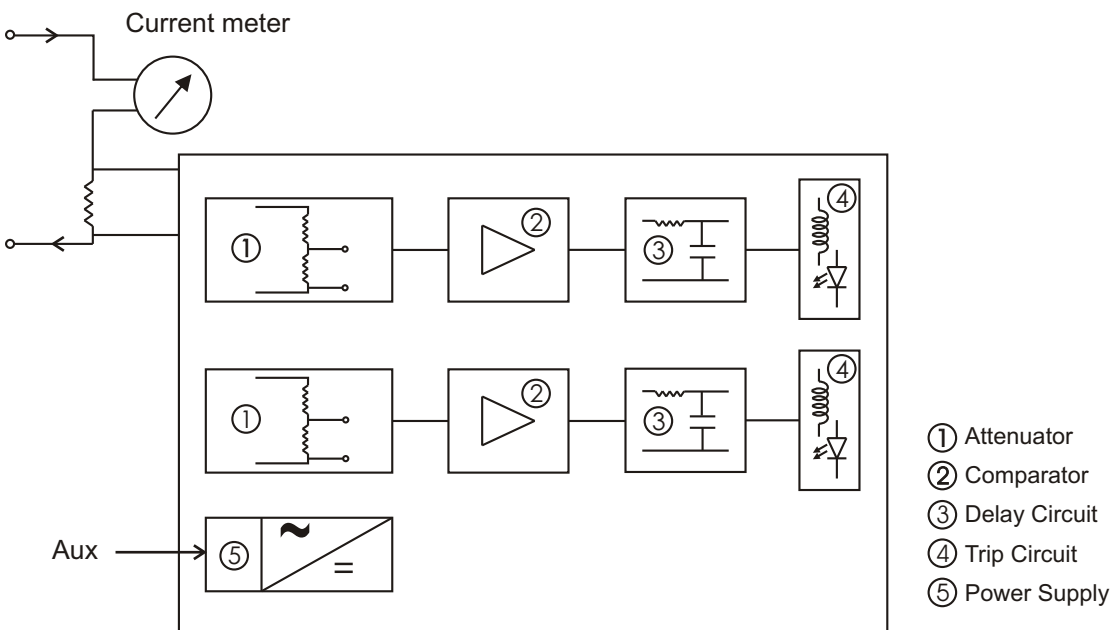 Current meter
① ② ③ ④
① ② ③ ④
Aux ⑤ ~ =
① Attenuator
② Comparator
③ Delay Circuit
④ Trip Circuit
⑤ Power Supply